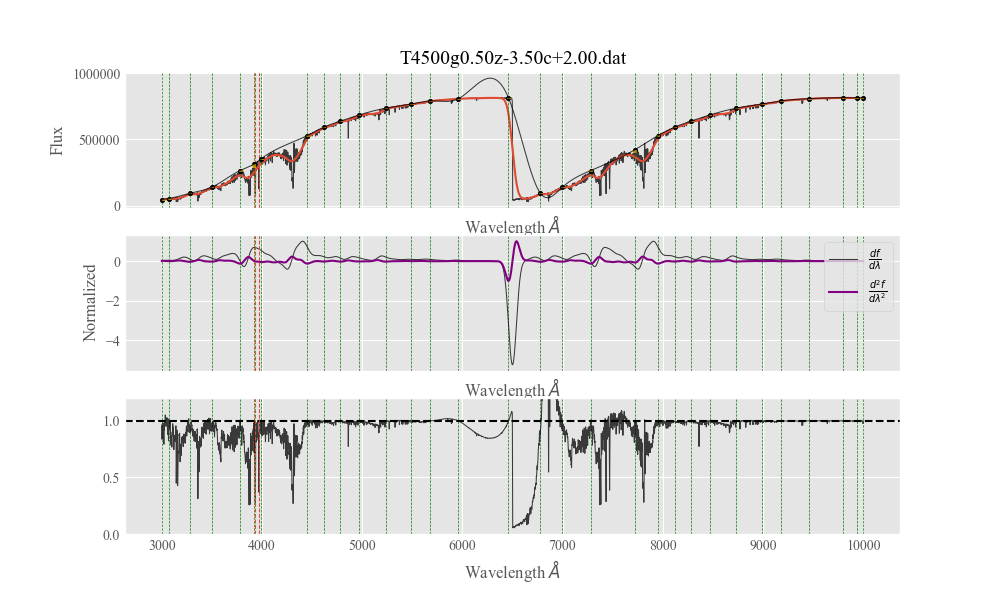 T4500g0.50z-3.50c+2.00.dat
1000000
500000
0
Flux
Wavelength Å
0
−2
−4
Normalized
df
dλ
d²f
dλ²
Wavelength Å
1.0
0.5
0.0
3000 4000 5000 6000 7000 8000 9000 10000
Wavelength Å